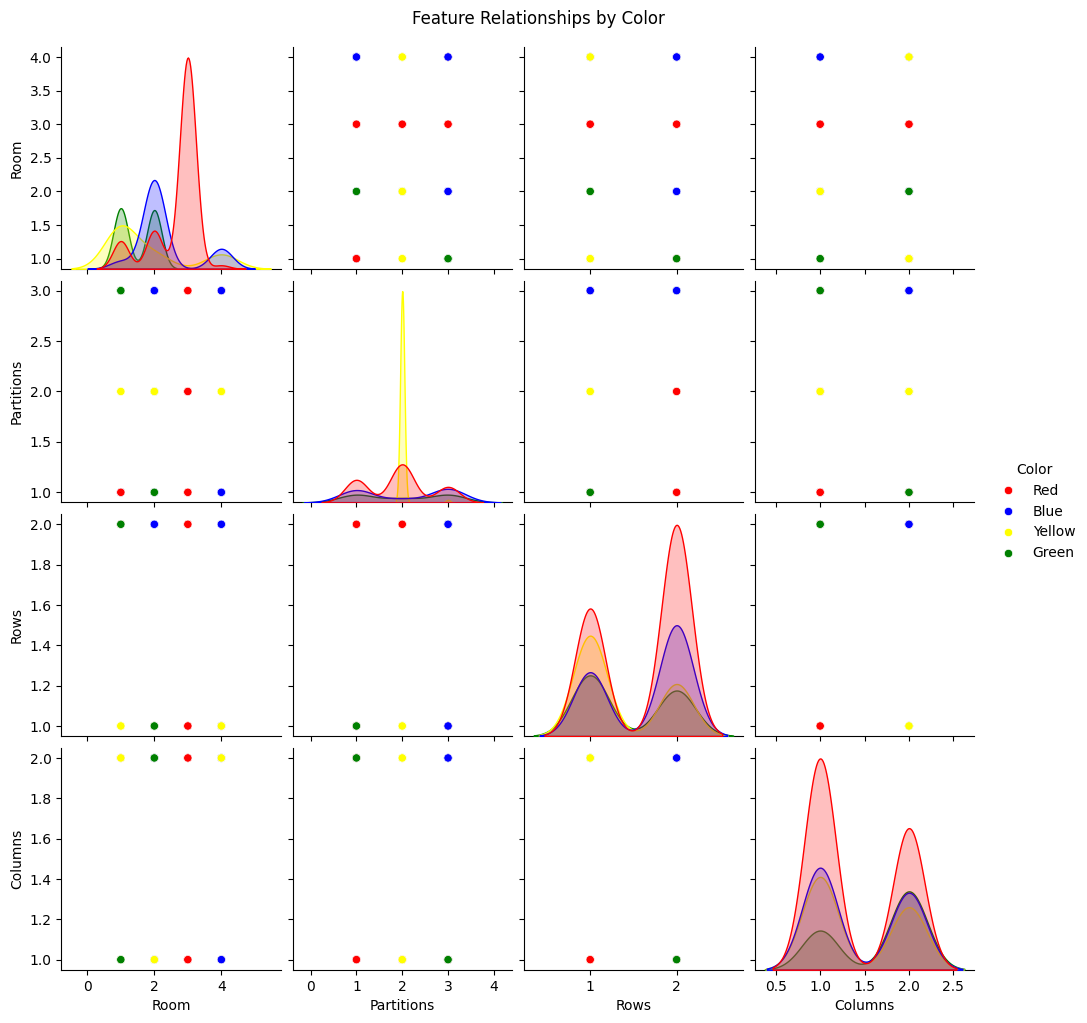 Feature Relationships by Color
4.0
3.5
3.0
2.5
2.0
1.5
1.0
Room
3.0
2.5
2.0
1.5
1.0
Partitions
Color
Red
Blue
Yellow
Green
2.0
1.8
1.6
1.4
1.2
1.0
Rows
2.0
1.8
1.6
1.4
1.2
1.0
Columns
0 2 4
0 1 2 3 4
1 2
0.5 1.0 1.5 2.0 2.5
Room Partitions Rows Columns